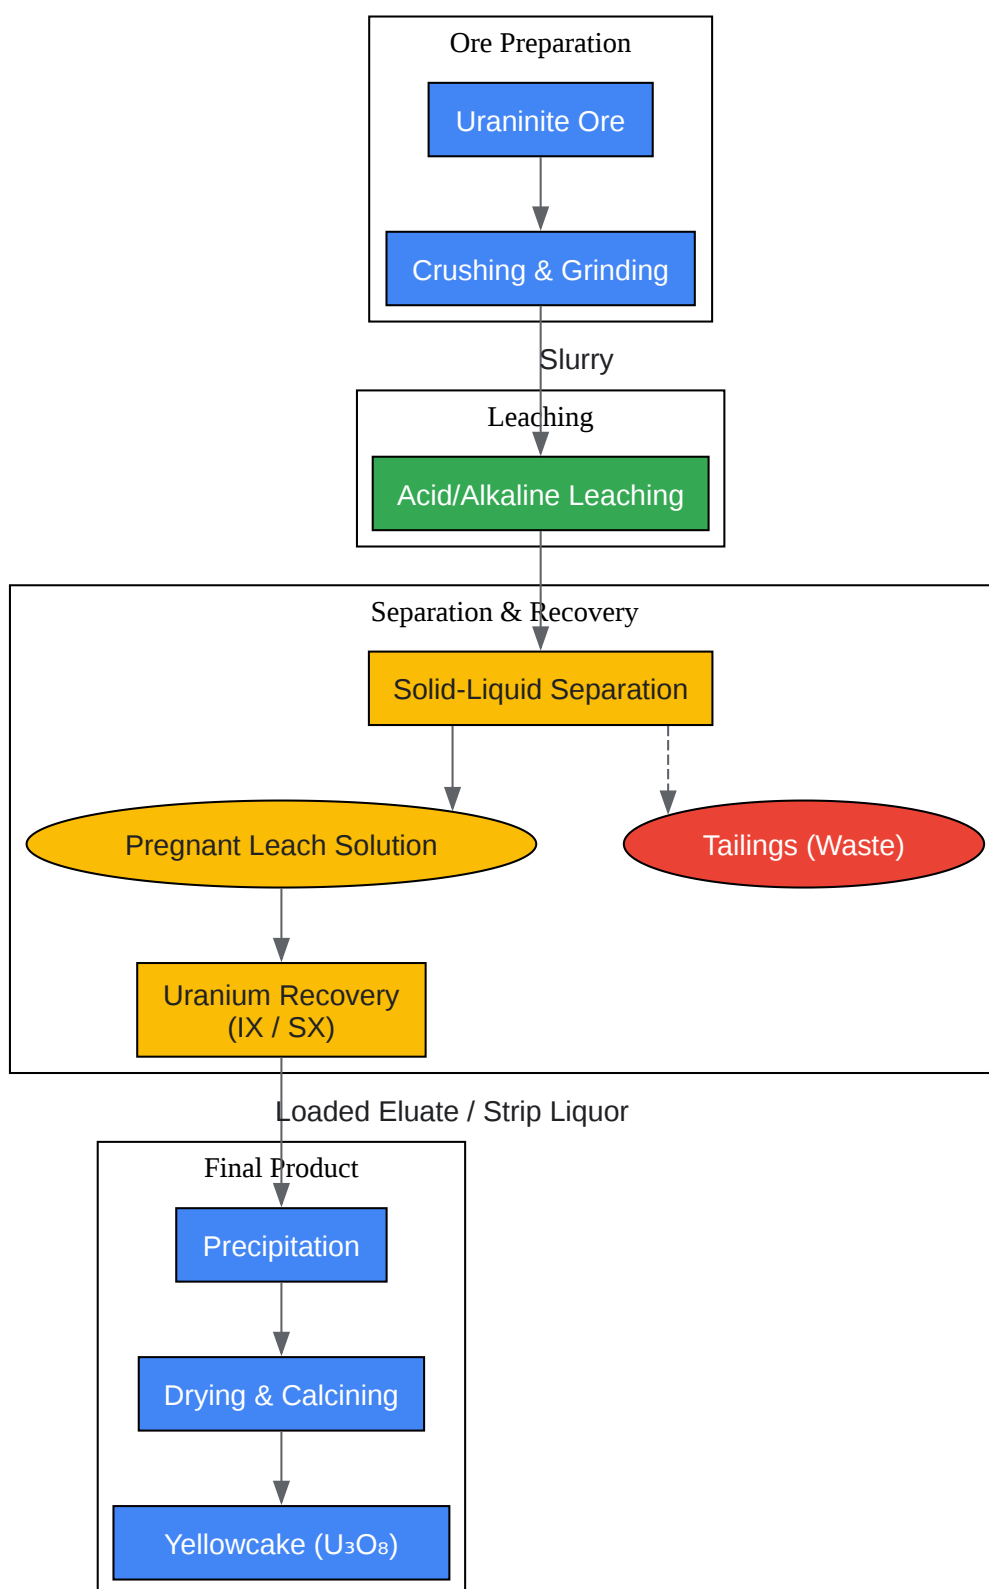 Ore Preparation
Uraninite Ore
Crushing & Grinding
Slurry
Leaching
Acid/Alkaline Leaching
Separation & Recovery
Solid-Liquid Separation
Pregnant Leach Solution
Tailings (Waste)
Uranium Recovery
(IX / SX)
Loaded Eluate / Strip Liquor
Final Product
Precipitation
Drying & Calcining
Yellowcake (U₃O₈)